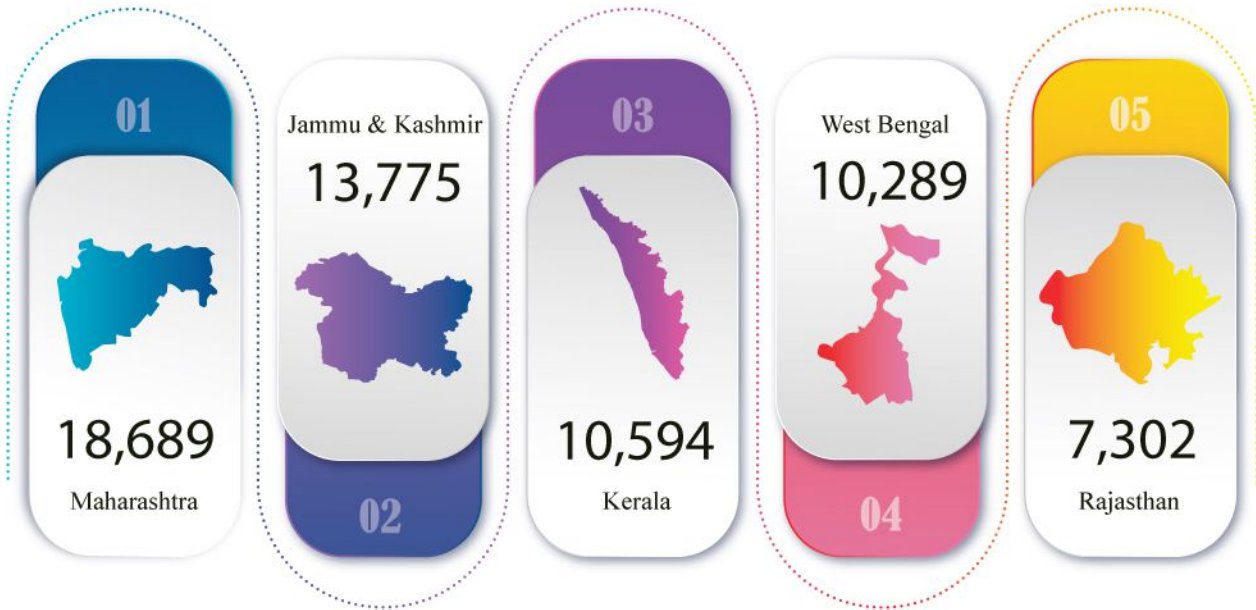 01
18,689
Maharashtra
Jammu & Kashmir
13,775
02
03
10,594
Kerala
West Bengal
10,289
04
05
7,302
Rajasthan